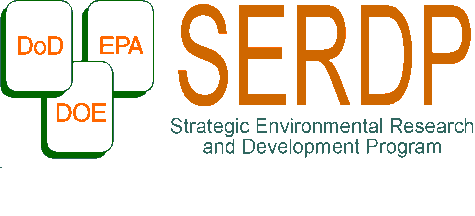 DoD
EPA
DOE
SERDP
Strategic Environmental Research
and Development Program